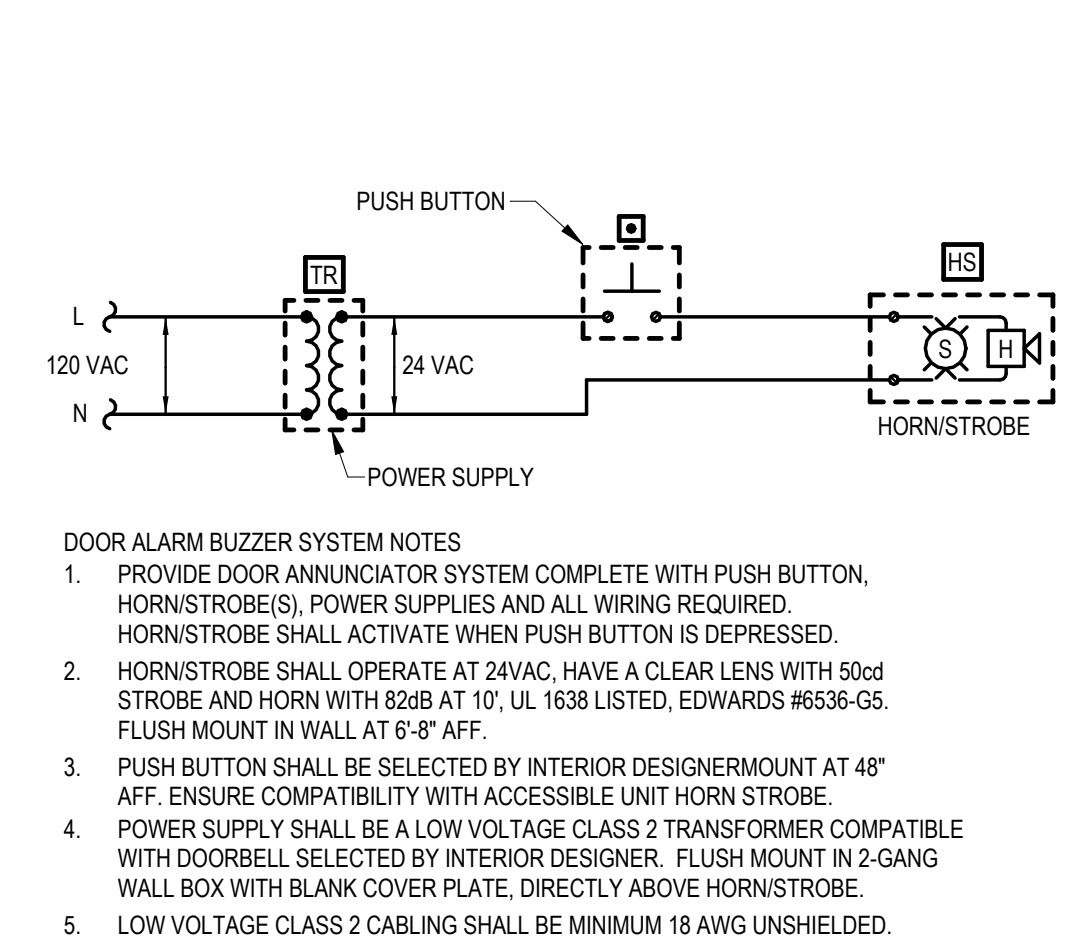 PUSH BUTTON
TR
HS
L
120 VAC
24 VAC
S
H
N
HORN/STROBE
POWER SUPPLY
DOOR ALARM BUZZER SYSTEM NOTES
1. PROVIDE DOOR ANNUNCIATOR SYSTEM COMPLETE WITH PUSH BUTTON,
HORN/STROBE(S), POWER SUPPLIES AND ALL WIRING REQUIRED.
HORN/STROBE SHALL ACTIVATE WHEN PUSH BUTTON IS DEPRESSED.
2. HORN/STROBE SHALL OPERATE AT 24VAC, HAVE A CLEAR LENS WITH 50cd
STROBE AND HORN WITH 82dB AT 10', UL 1638 LISTED, EDWARDS #6536-G5.
FLUSH MOUNT IN WALL AT 6'-8" AFF.
3. PUSH BUTTON SHALL BE SELECTED BY INTERIOR DESIGNERMOUNT AT 48"
AFF. ENSURE COMPATIBILITY WITH ACCESSIBLE UNIT HORN STROBE.
4. POWER SUPPLY SHALL BE A LOW VOLTAGE CLASS 2 TRANSFORMER COMPATIBLE
WITH DOORBELL SELECTED BY INTERIOR DESIGNER. FLUSH MOUNT IN 2-GANG
WALL BOX WITH BLANK COVER PLATE, DIRECTLY ABOVE HORN/STROBE.
5. LOW VOLTAGE CLASS 2 CABLING SHALL BE MINIMUM 18 AWG UNSHIELDED.